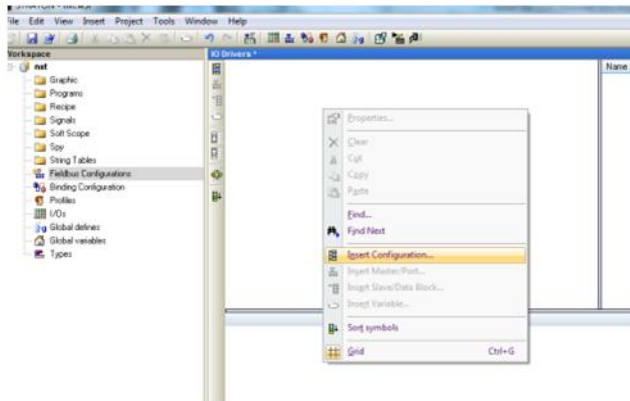 File Edit View Insert Project Tools Window Help
Workspace
IO Drivers *
Name
Graphic
Programs
Recipe
Signals
Soft Scope
Spy
String Tables
Fieldbus Configurations
Binding Configuration
Profiles
I/Os
Global defines
Global variables
Types
Properties...
Clear
Cut
Copy
Paste
Find...
Find Next
Insert Configuration...
Insert Master/Port...
Insert Slave/Data Block...
Insert Variable...
Sort symbols
Grid Ctrl+G